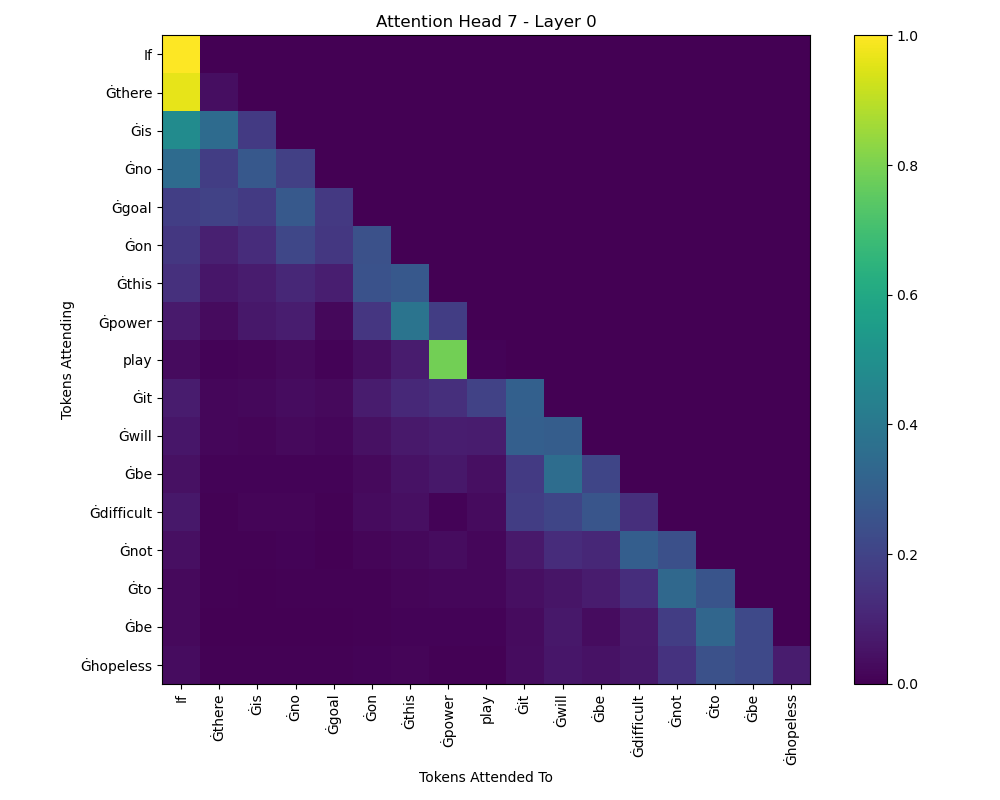 Attention Head 7 - Layer 0
Tokens Attending
If
Ġthere
Ġis
Ġno
Ġgoal
Ġon
Ġthis
Ġpower
play
Ġit
Ġwill
Ġbe
Ġdifficult
Ġnot
Ġto
Ġbe
Ġhopeless
If
Ġthere
Ġis
Ġno
Ġgoal
Ġon
Ġthis
Ġpower
play
Ġit
Ġwill
Ġbe
Ġdifficult
Ġnot
Ġto
Ġbe
Ġhopeless
Tokens Attended To
1.0
0.8
0.6
0.4
0.2
0.0